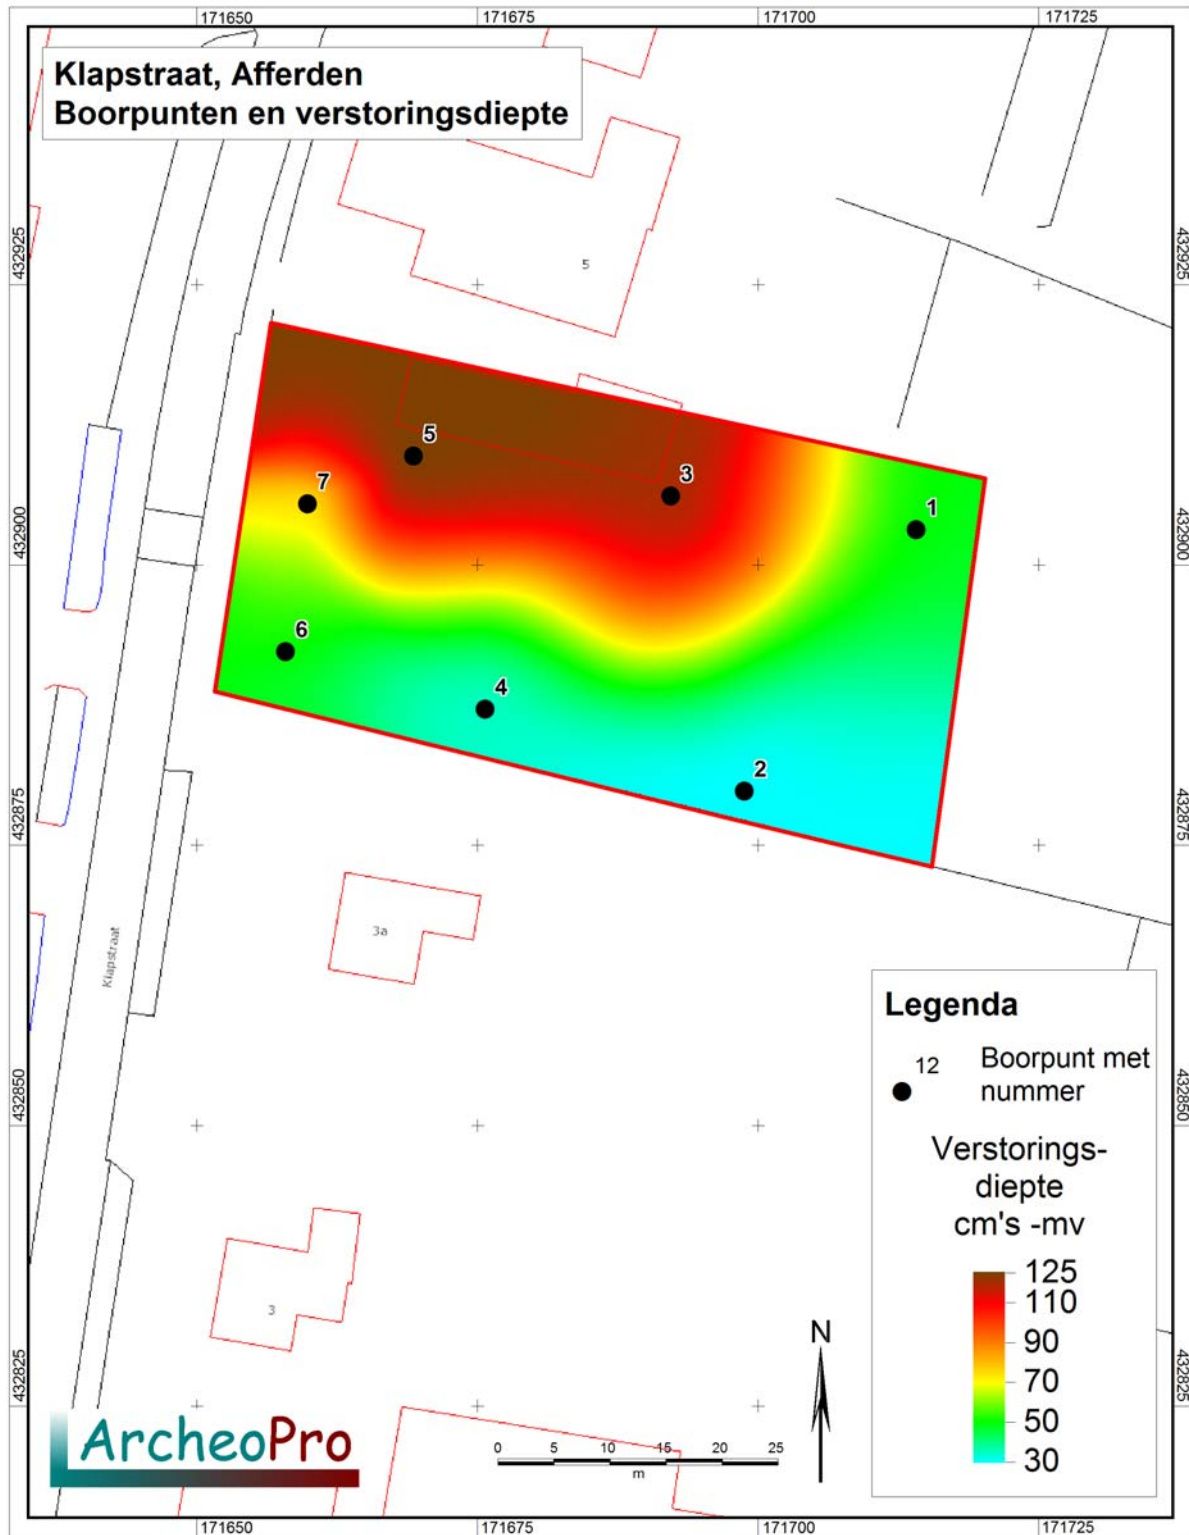 171650
171675
171700
171725
Klapstraat, Afferden
Boorpunten en verstoringsdiepte
432925
432925
5
5
3
7
1
432900
432900
6
4
2
432875
432875
3a
Klapstraat
Legenda
12
Boorpunt met
nummer
432850
432850
Verstorings-
diepte
cm's -mv
125
110
90
70
50
30
3
N
432825
432825
ArcheoPro
0 5 10 15 20 25
m
171650
171675
171700
171725